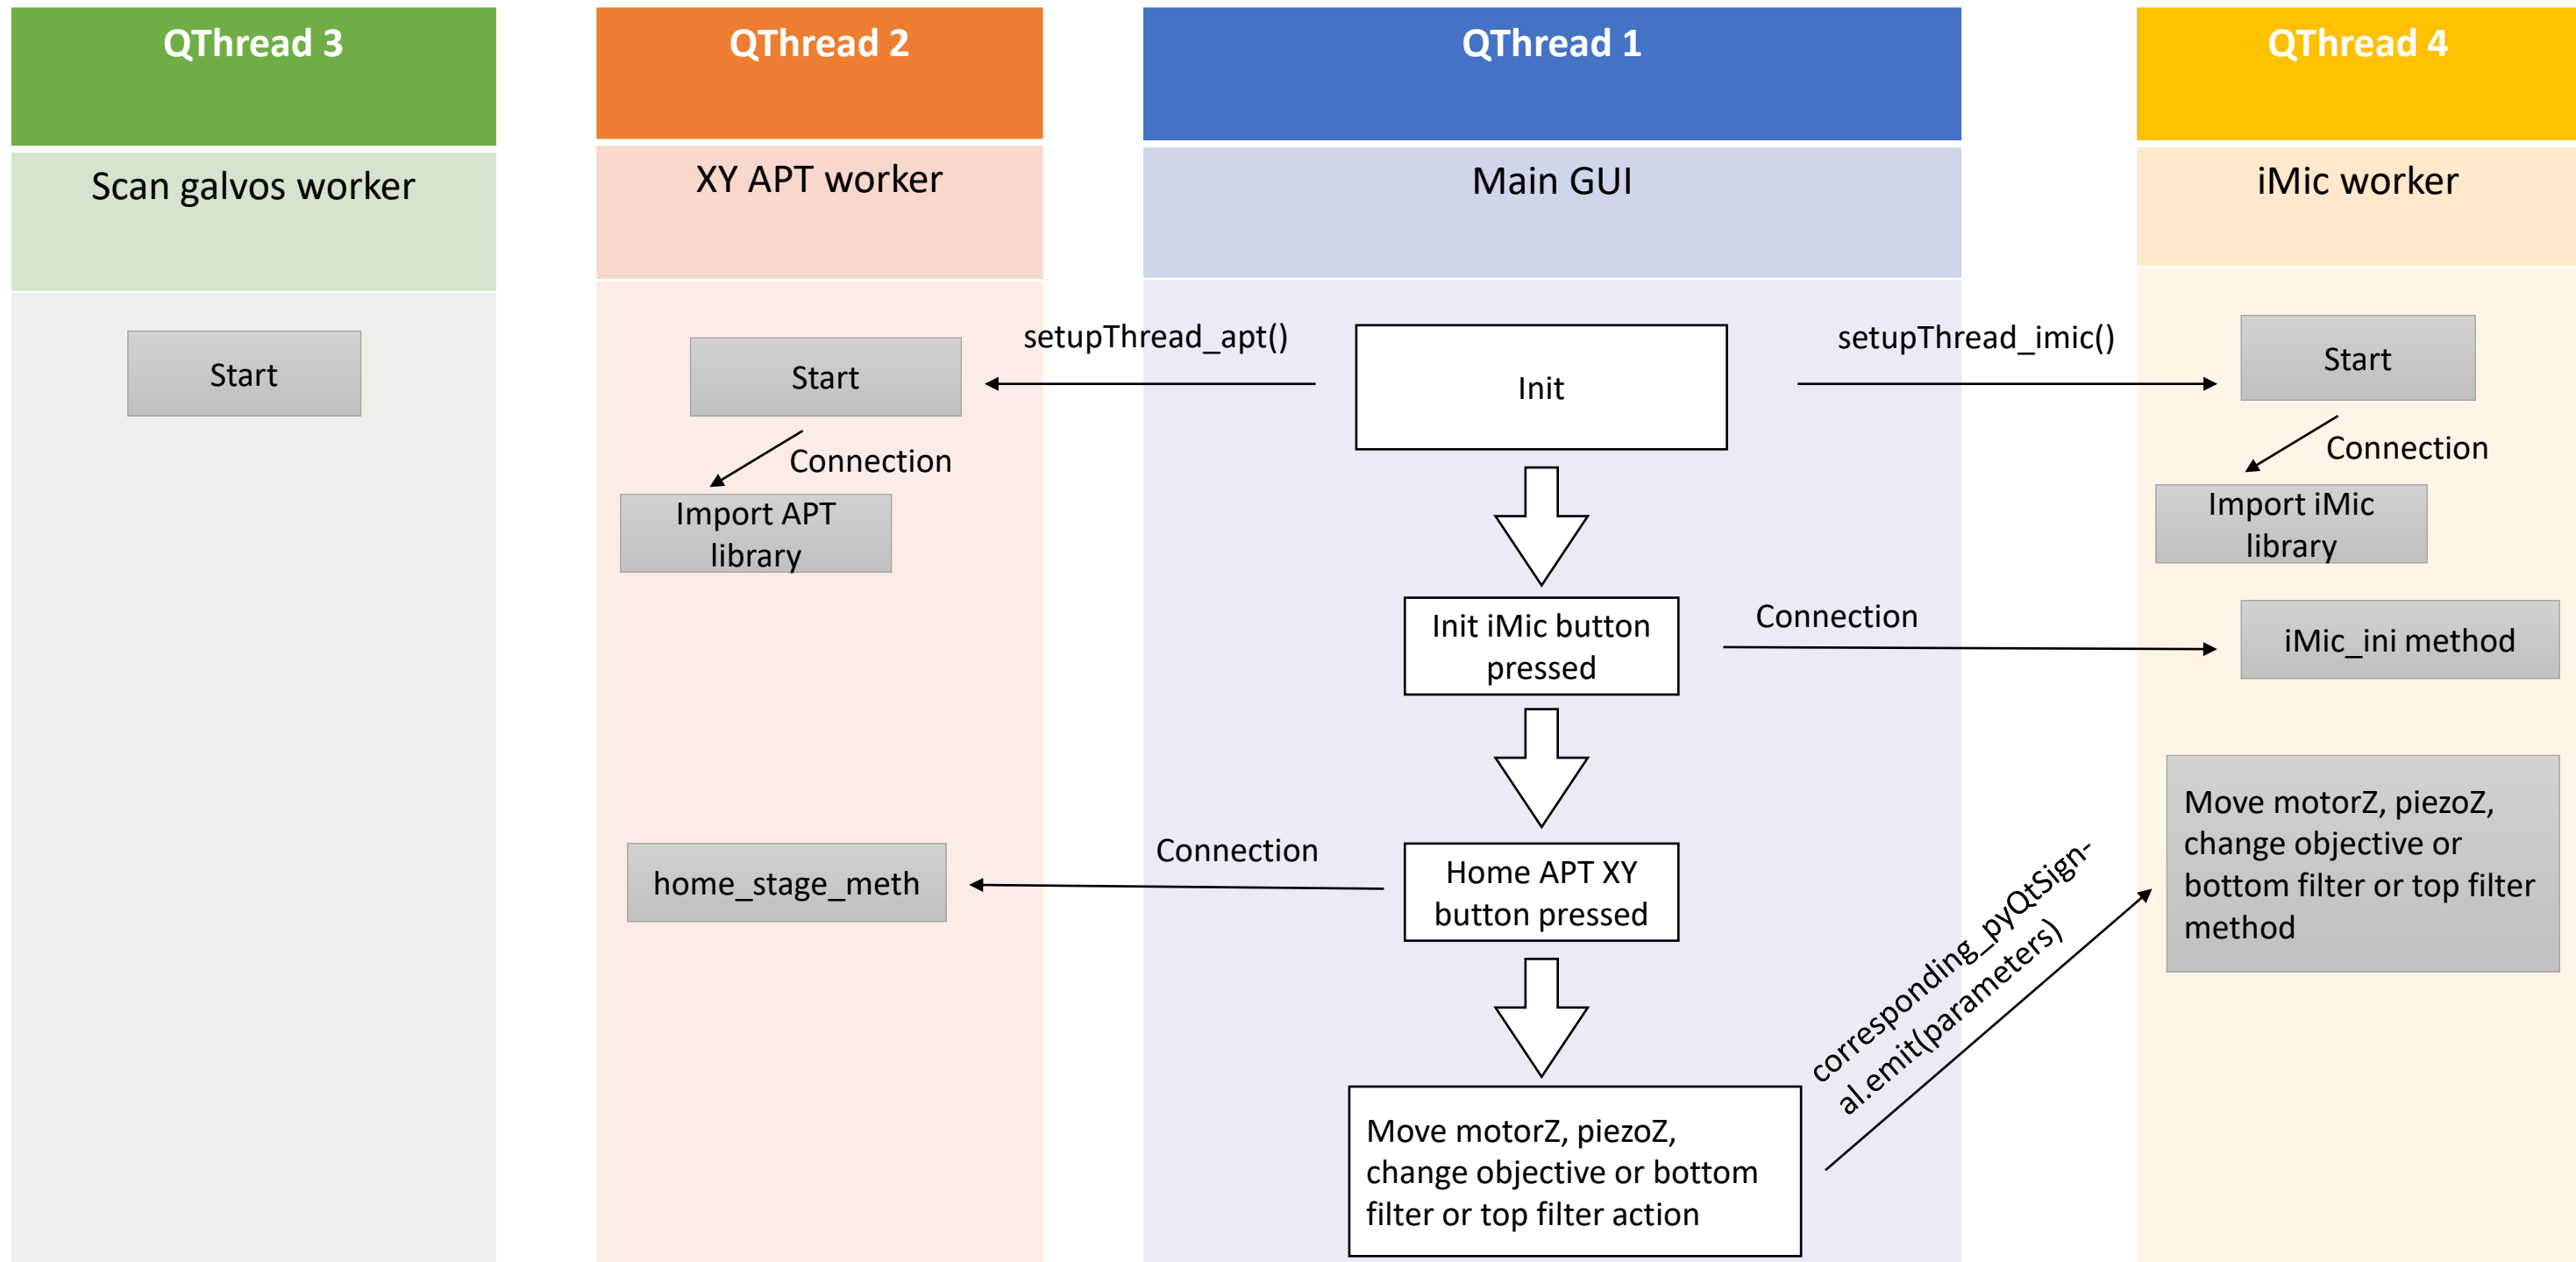 QThread 3
QThread 2
QThread 1
QThread 4
Scan galvos worker
XY APT worker
Main GUI
iMic worker
setupThread_apt()
setupThread_imic()
Start
Start
Init
Start
Connection
Connection
Import APT
library
Import iMic
library
Init iMic button
pressed
Connection
iMic_ini method
home_stage_meth
Connection
Home APT XY
button pressed
corresponding_pyQtSign-
al.emit(parameters)
Move motorZ, piezoZ,
change objective or
bottom filter or top filter
method
Move motorZ, piezoZ,
change objective or bottom
filter or top filter action